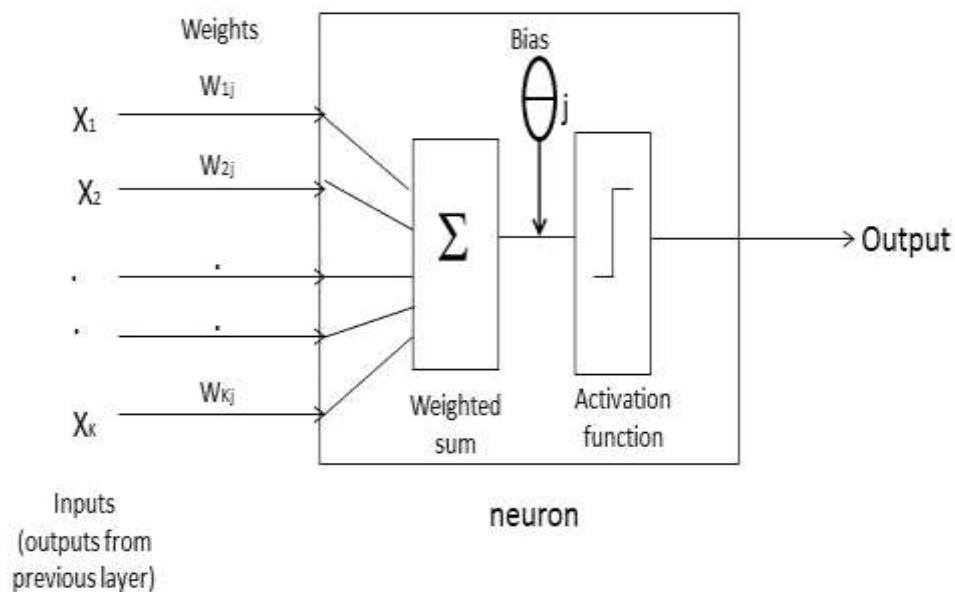 Weights
Bias
W1j
X1
θj
W2j
X2
Σ
Output
.
.
.
.
WKj
XK
Weighted
sum
Activation
function
Inputs
(outputs from
previous layer)
neuron